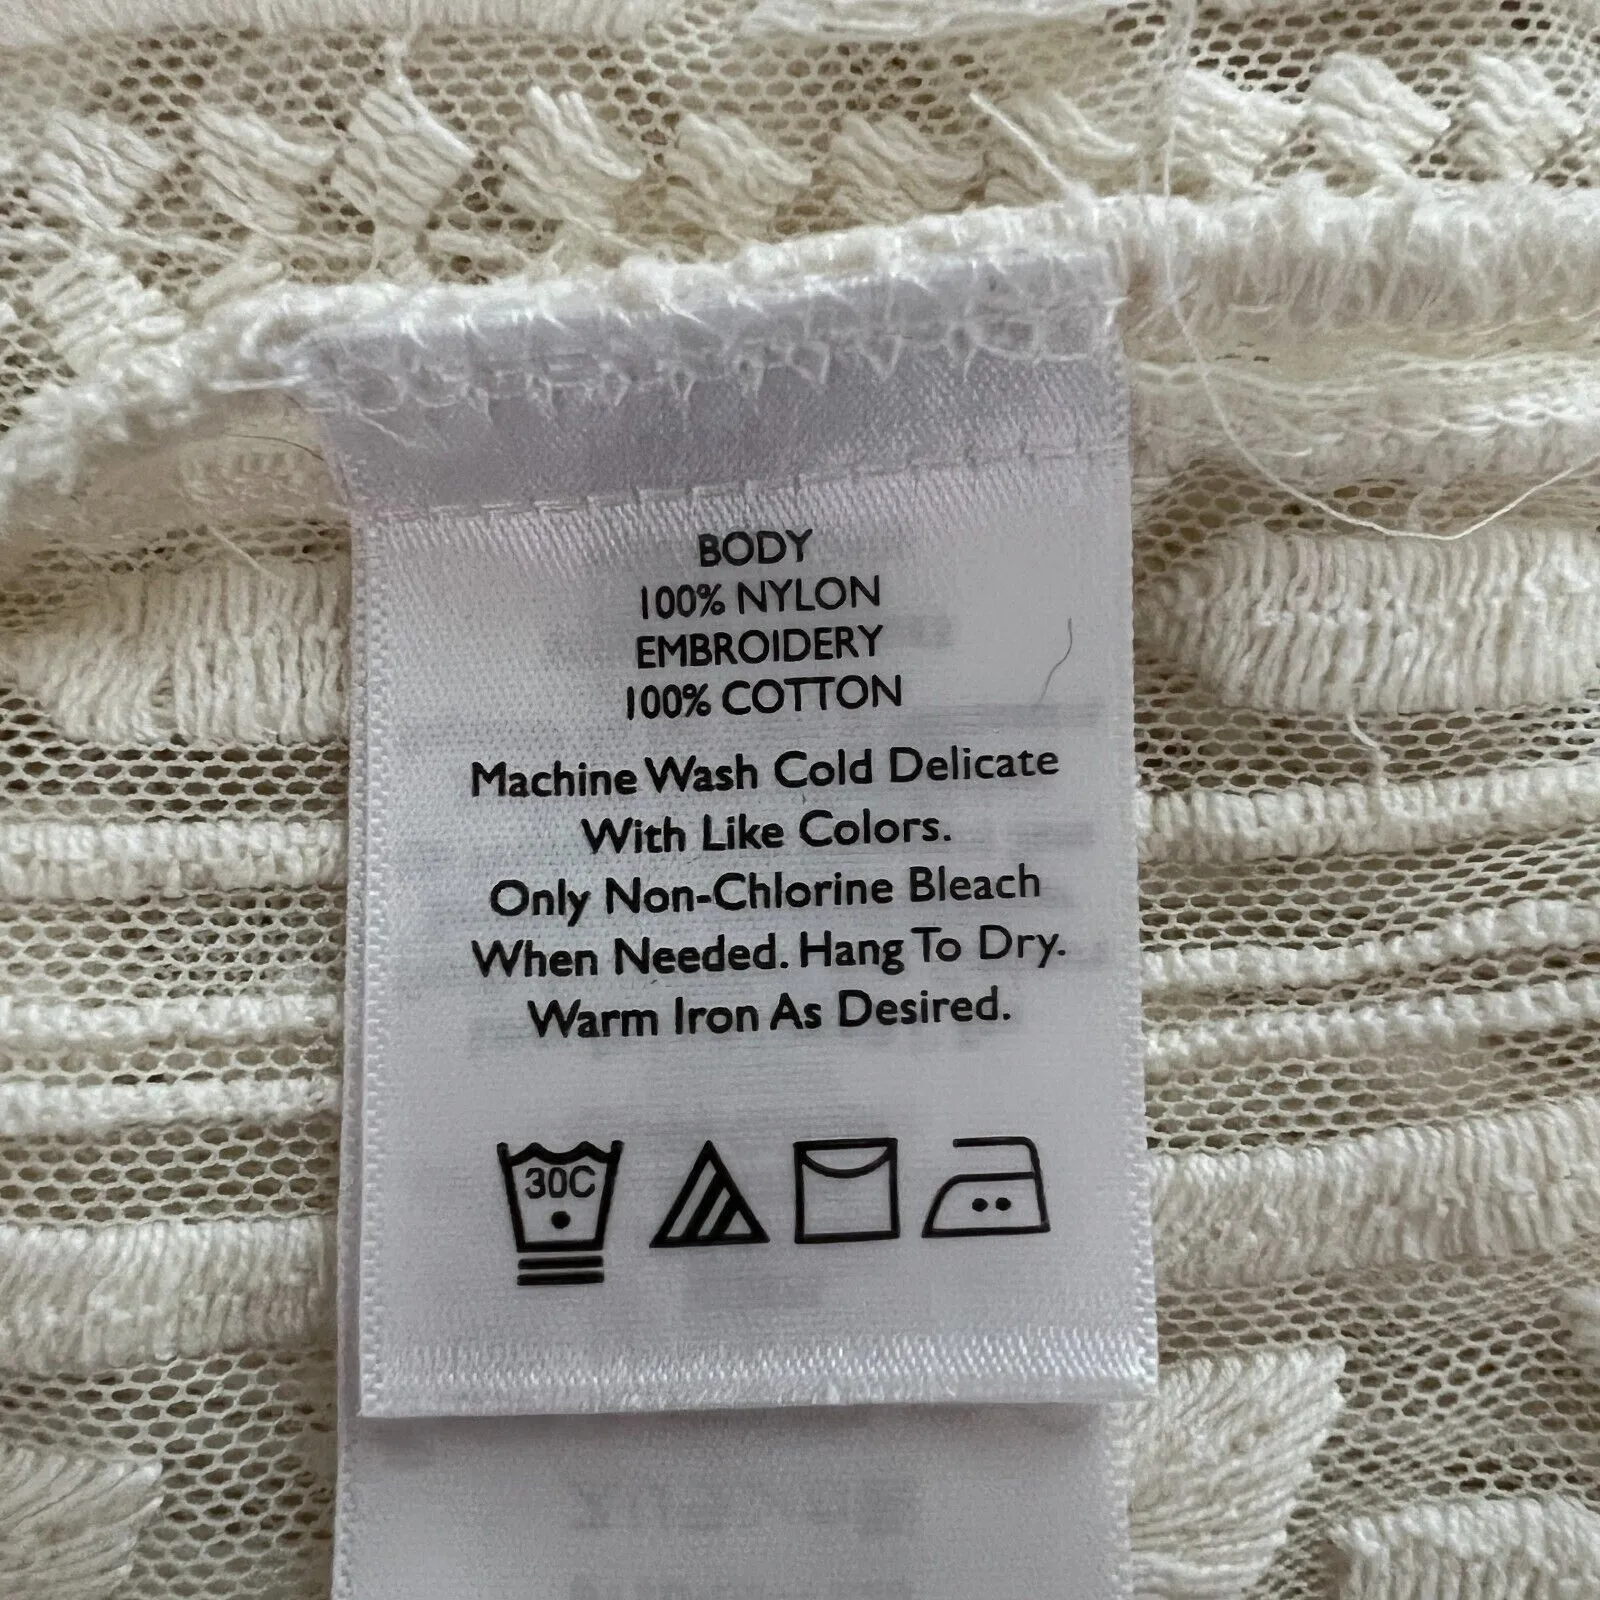 BODY
100% NYLON
EMBROIDERY
100% COTTON
Machine Wash Cold Delicate
With Like Colors.
Only Non-Chlorine Bleach
When Needed. Hang To Dry.
Warm Iron As Desired.
30C